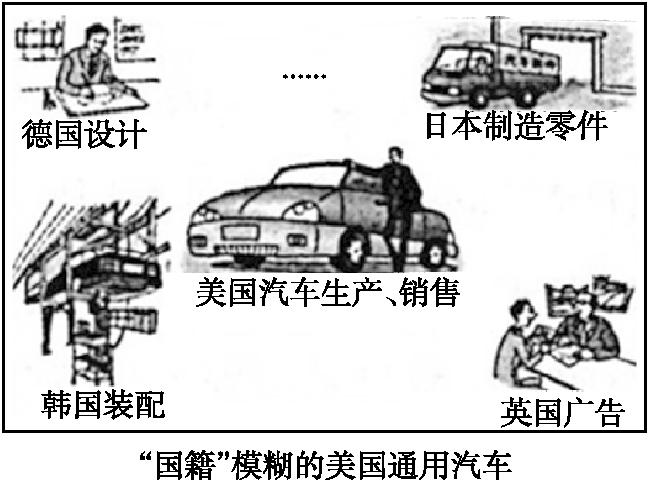 ……
德国设计
日本制造零件
美国汽车生产、销售
韩国装配
英国广告
“国籍”模糊的美国通用汽车